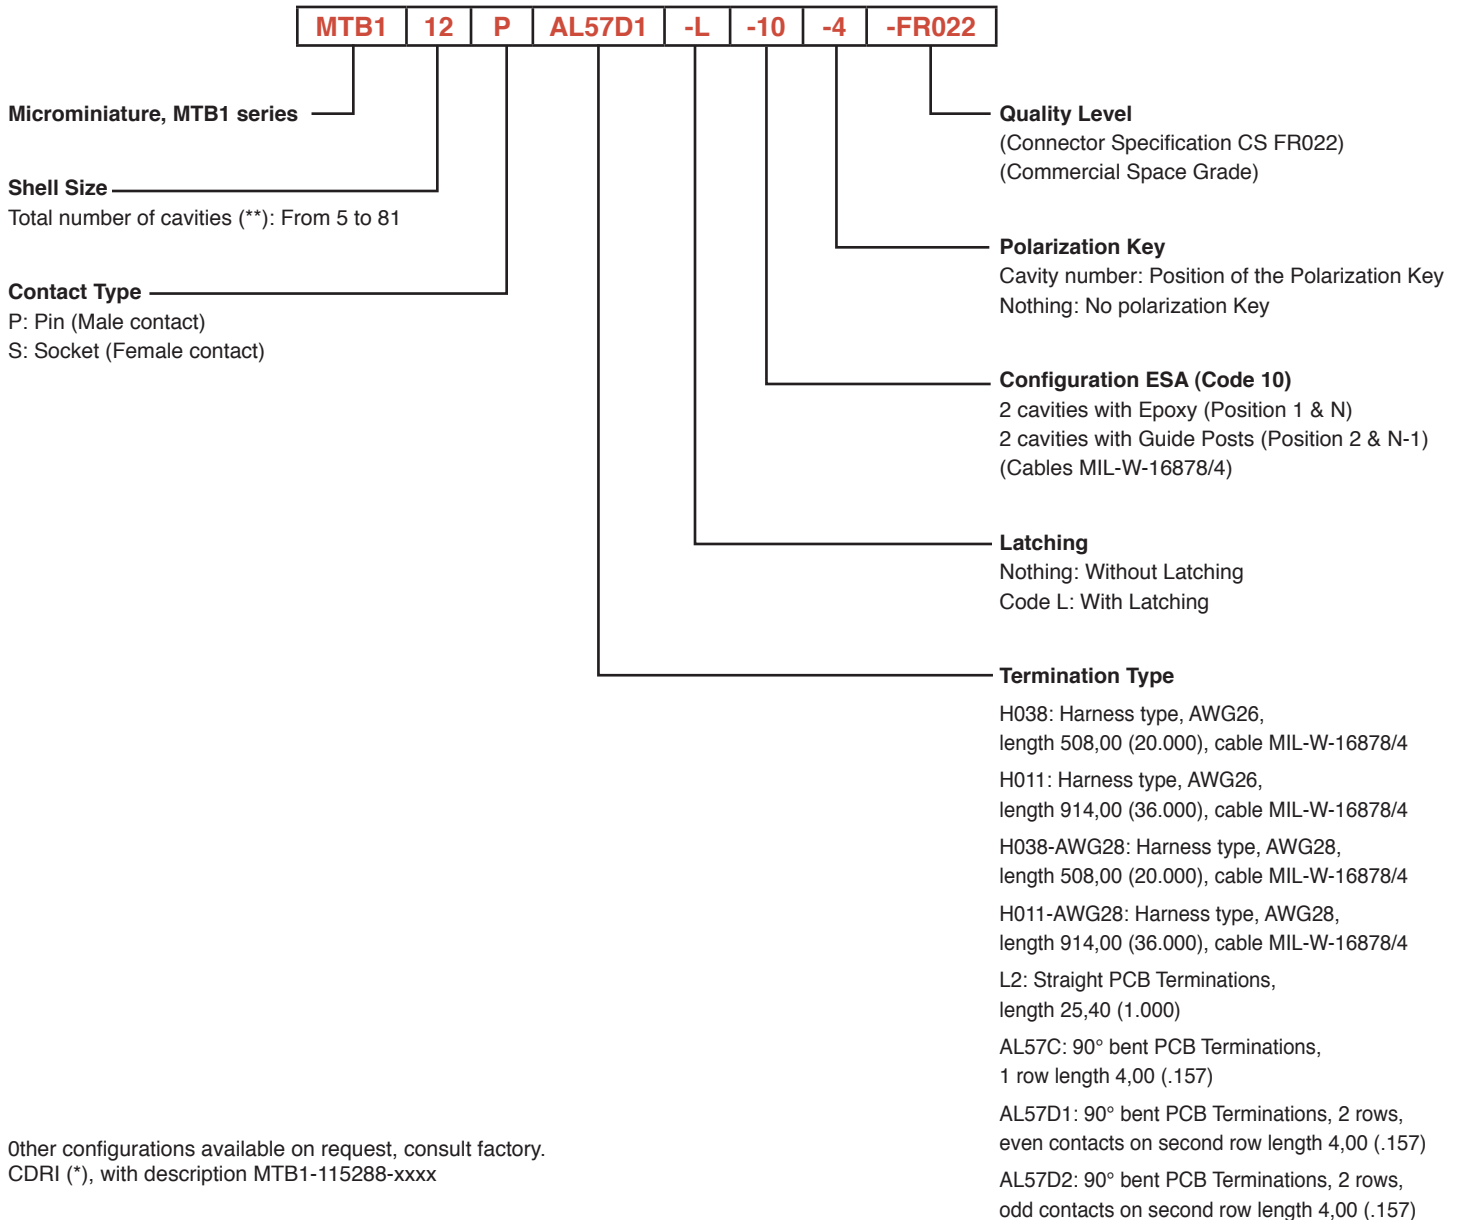 MTB1 12 P AL57D1 -L -10 -4 -FR022
Microminiature, MTB1 series
Shell Size
Total number of cavities (**): From 5 to 81
Contact Type
P: Pin (Male contact)
S: Socket (Female contact)
Quality Level
(Connector Specification CS FR022)
(Commercial Space Grade)
Polarization Key
Cavity number: Position of the Polarization Key
Nothing: No polarization Key
Configuration ESA (Code 10)
2 cavities with Epoxy (Position 1 & N)
2 cavities with Guide Posts (Position 2 & N-1)
(Cables MIL-W-16878/4)
Latching
Nothing: Without Latching
Code L: With Latching
Termination Type
H038: Harness type, AWG26,
length 508,00 (20.000), cable MIL-W-16878/4
H011: Harness type, AWG26,
length 914,00 (36.000), cable MIL-W-16878/4
H038-AWG28: Harness type, AWG28,
length 508,00 (20.000), cable MIL-W-16878/4
H011-AWG28: Harness type, AWG28,
length 914,00 (36.000), cable MIL-W-16878/4
L2: Straight PCB Terminations,
length 25,40 (1.000)
AL57C: 90° bent PCB Terminations,
1 row length 4,00 (.157)
AL57D1: 90° bent PCB Terminations, 2 rows,
even contacts on second row length 4,00 (.157)
AL57D2: 90° bent PCB Terminations, 2 rows,
odd contacts on second row length 4,00 (.157)
0ther configurations available on request, consult factory.
CDRI (*), with description MTB1-115288-xxxx